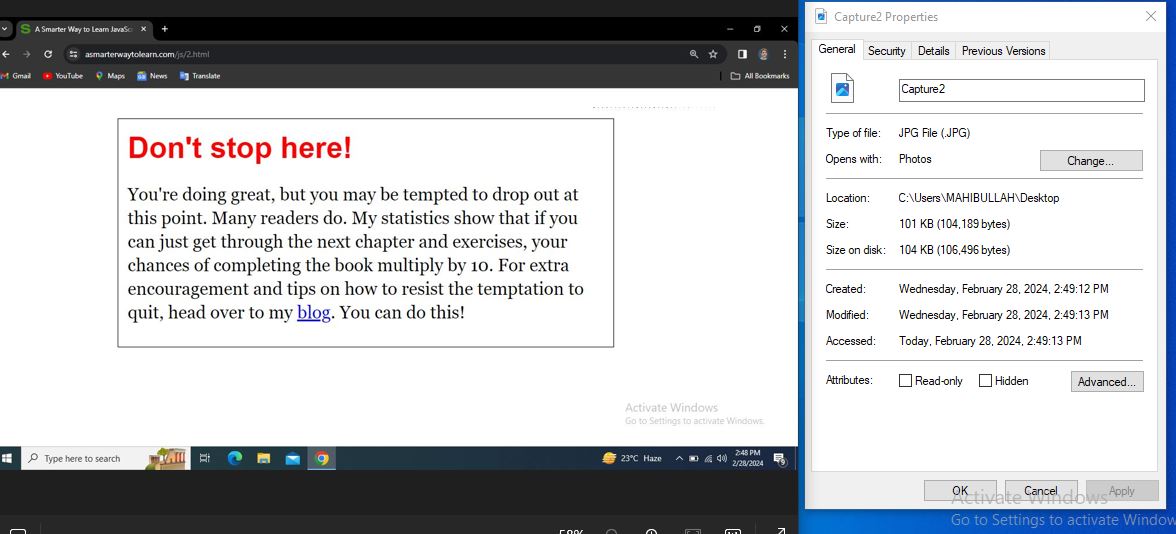 A Smarter Way to Learn JavaSc
asmarterwaytolearn.com/js/2.html
Gmail YouTube Maps News Translate All Bookmarks
Don't stop here!
You're doing great, but you may be tempted to drop out at
this point. Many readers do. My statistics show that if you
can just get through the next chapter and exercises, your
chances of completing the book multiply by 10. For extra
encouragement and tips on how to resist the temptation to
quit, head over to my blog. You can do this!
Activate Windows
Go to Settings to activate Windows.
Type here to search
23°C Haze
2:48 PM
2/28/2024
58%
Capture2 Properties
General Security Details Previous Versions
Capture2
Type of file: JPG File (.JPG)
Opens with: Photos Change...
Location: C:\Users\MAHIBULLAH\Desktop
Size: 101 KB (104,189 bytes)
Size on disk: 104 KB (106,496 bytes)
Created: Wednesday, February 28, 2024, 2:49:12 PM
Modified: Wednesday, February 28, 2024, 2:49:13 PM
Accessed: Today, February 28, 2024, 2:49:13 PM
Attributes: Read-only Hidden Advanced...
OK Cancel Apply
Activate Windows
Go to Settings to activate Window